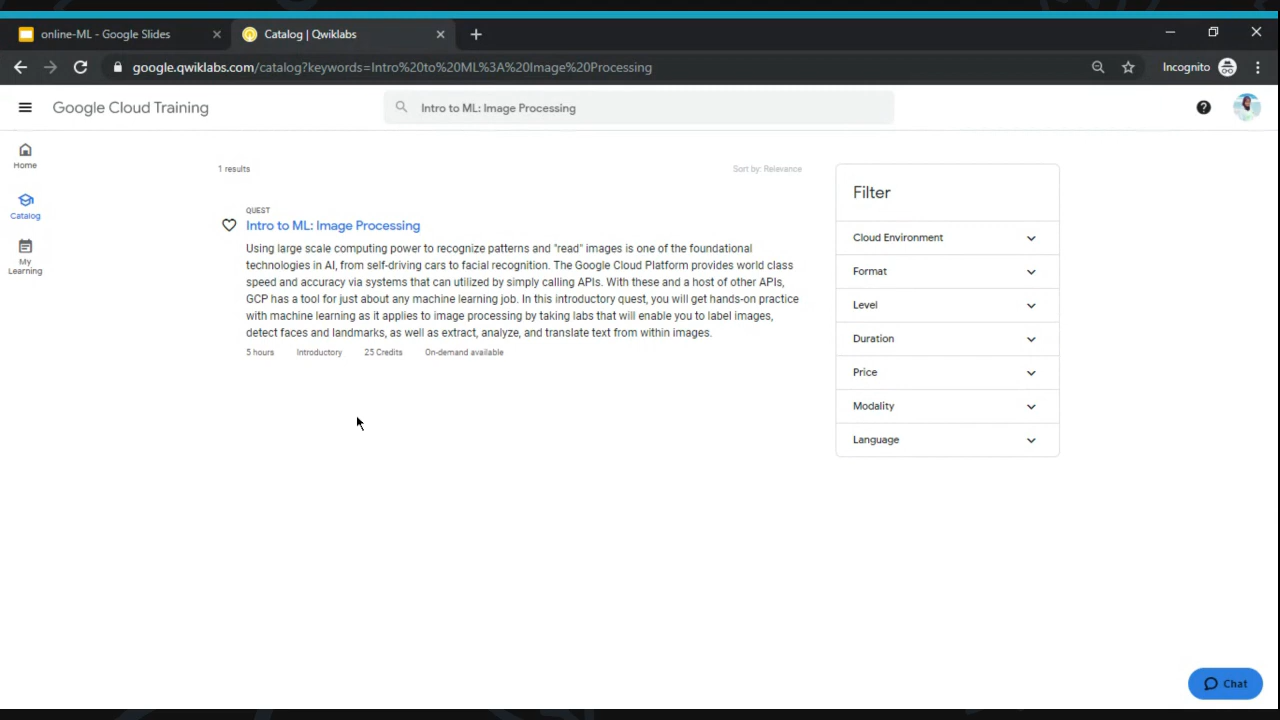 online-ML - Google Slides
Catalog | Qwiklabs
google.qwiklabs.com/catalog?keywords=Intro%20to%20ML%3A%20Image%20Processing
Incognito
Google Cloud Training
Intro to ML: Image Processing
Home
Catalog
My
Learning
1 results
Sort by: Relevance
QUEST
Intro to ML: Image Processing
Using large scale computing power to recognize patterns and "read" images is one of the foundational
technologies in AI, from self-driving cars to facial recognition. The Google Cloud Platform provides world class
speed and accuracy via systems that can utilized by simply calling APIs. With these and a host of other APIs,
GCP has a tool for just about any machine learning job. In this introductory quest, you will get hands-on practice
with machine learning as it applies to image processing by taking labs that will enable you to label images,
detect faces and landmarks, as well as extract, analyze, and translate text from within images.
5 hours Introductory 25 Credits On-demand available
Filter
Cloud Environment
Format
Level
Duration
Price
Modality
Language
Chat